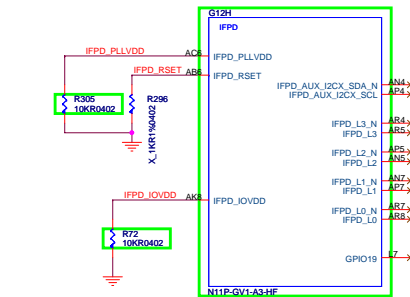 G12H
IFPD
IFPD_PLLVDD
AC6
IFPD_PLLVDD
IFPD_RSET
AB6
IFPD_RSET
R305
10KR0402
R296
X_1KR1%0402
IFPD_AUX_I2CX_SDA_N
AN4
IFPD_AUX_I2CX_SCL
AP4
IFPD_L3_N
AR4
IFPD_L3
AR5
IFPD_L2_N
AP5
IFPD_L2
AN5
IFPD_L1_N
AN7
IFPD_L1
AP7
IFPD_IOVDD
AK8
IFPD_IOVDD
IFPD_L0_N
AR7
IFPD_L0
AR8
R72
10KR0402
GPIO19
L7
N11P-GV1-A3-HF